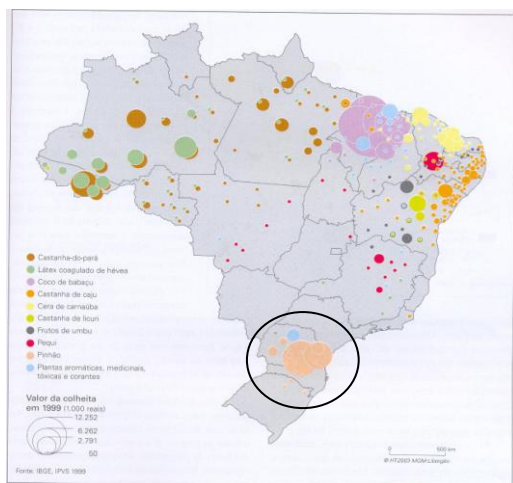 Castanha-do-pará
Látex coagulado de hévea
Coco de babaçu
Castanha de caju
Cera de carnaúba
Castanha de licuri
Frutos de umbu
Pequi
Pinhão
Plantas aromáticas, medicinais,
tóxicas e corantes
Valor da colheita
em 1999 (1.000 reais)
12.252
6.262
2.791
50
0 500 km
Fonte: IBGE, IPVS 1999